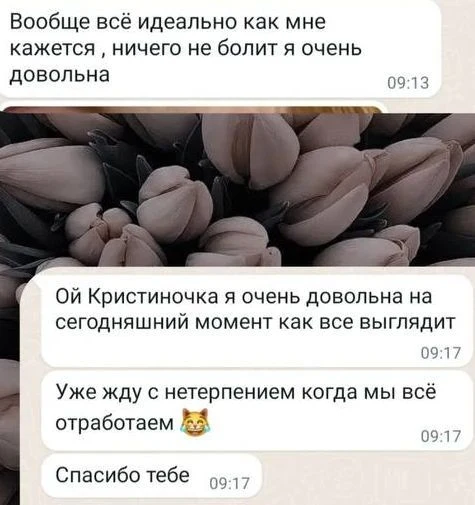 Вообще всё идеально как мне
кажется , ничего не болит я очень
довольна
09:13
Ой Кристиночка я очень довольна на
сегодняшний момент как все выглядит
09:17
Уже жду с нетерпением когда мы всё
отработаем 😹
09:17
Спасибо тебе 09:17